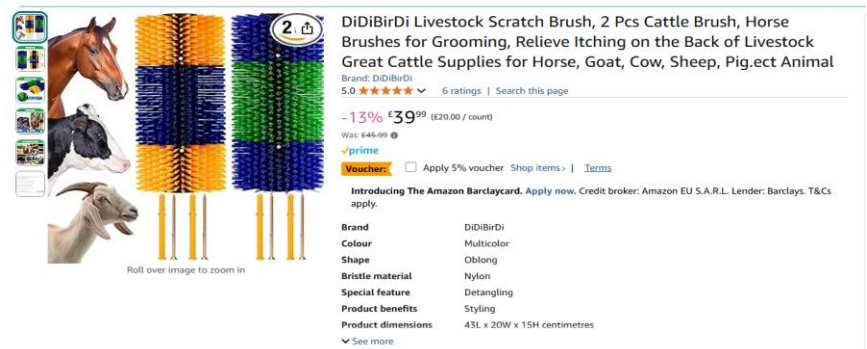 2
DiDiBirDi Livestock Scratch Brush, 2 Pcs Cattle Brush, Horse
Brushes for Grooming, Relieve Itching on the Back of Livestock
Great Cattle Supplies for Horse, Goat, Cow, Sheep, Pig.ect Animal
Brand: DiDiBirDi
5.0 6 ratings | Search this page
-13% £39⁹⁹ (£20.00 / count)
Was: £45.99
prime
Voucher: Apply 5% voucher Shop items> | Terms
Introducing The Amazon Barclaycard. Apply now. Credit broker: Amazon EU S.A.R.L. Lender: Barclays. T&Cs
apply.
Brand DiDiBirDi
Colour Multicolor
Shape Oblong
Bristle material Nylon
Special feature Detangling
Product benefits Styling
Product dimensions 43L x 20W x 15H centimetres
See more
Roll over image to zoom in